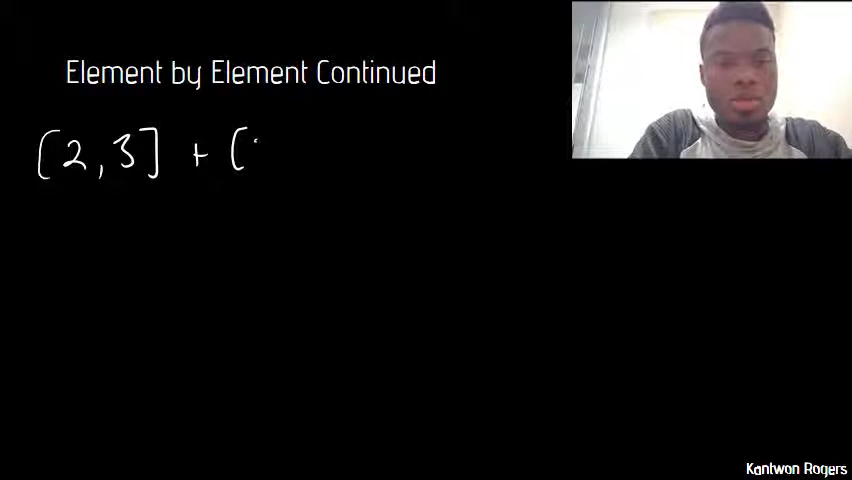 Element by Element Continued
[2,3] + [
Kantwon Rogers